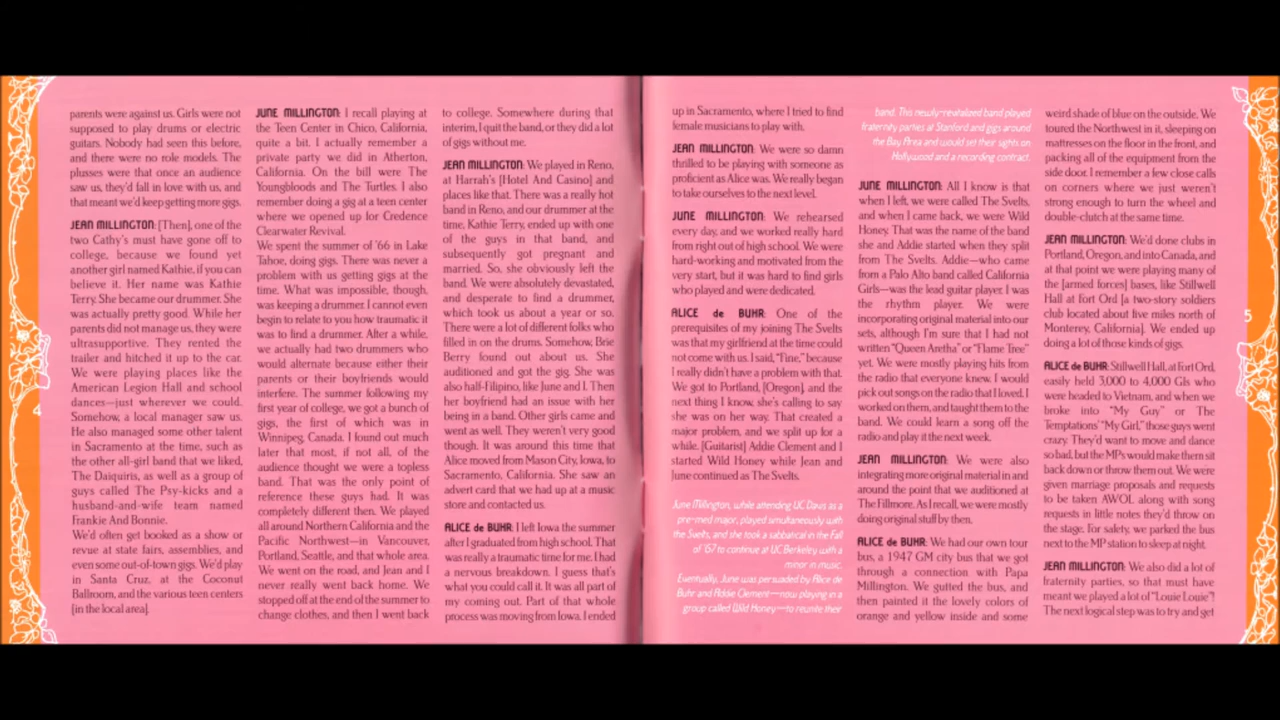 parents were against us. Girls were not
supposed to play drums or electric
guitars. Nobody had seen this before,
and there were no role models. The
plusses were that once an audience
saw us, they'd fall in love with us, and
that meant we'd keep getting more gigs.
JEAN MILLINGTON: [Then], one of the
two Cathy's must have gone off to
college, because we found yet
another girl named Kathie, if you can
believe it. Her name was Kathie
Terry. She became our drummer. She
was actually pretty good. While her
parents did not manage us, they were
ultrasupportive. They rented the
trailer and hitched it up to the car.
We were playing places like the
American Legion Hall and school
dances—just wherever we could.
Somehow, a local manager saw us.
He also managed some other talent
in Sacramento at the time, such as
the other all-girl band that we liked,
The Daiquiris, as well as a group of
guys called The Psy-kicks and a
husband-and-wife team named
Frankie And Bonnie.
We'd often get booked as a show or
revue at state fairs, assemblies, and
even some out-of-town gigs. We'd play
in Santa Cruz, at the Coconut
Ballroom, and the various teen centers
[in the local area].
JUNE MILLINGTON: I recall playing at
the Teen Center in Chico, California,
quite a bit. I actually remember a
private party we did in Atherton,
California. On the bill were The
Youngbloods and The Turtles. I also
remember doing a gig at a teen center
where we opened up for Credence
Clearwater Revival.
We spent the summer of '66 in Lake
Tahoe, doing gigs. There was never a
problem with us getting gigs at the
time. What was impossible, though,
was keeping a drummer. I cannot even
begin to relate to you how traumatic it
was to find a drummer. After a while,
we actually had two drummers who
would alternate because either their
parents or their boyfriends would
interfere. The summer following my
first year of college, we got a bunch of
gigs, the first of which was in
Winnipeg, Canada. I found out much
later that most, if not all, of the
audience thought we were a topless
band. That was the only point of
reference these guys had. It was
completely different then. We played
all around Northern California and the
Pacific Northwest—in Vancouver,
Portland, Seattle, and that whole area.
We went on the road, and Jean and I
never really went back home. We
stopped off at the end of the summer to
change clothes, and then I went back
to college. Somewhere during that
interim, I quit the band, or they did a lot
of gigs without me.
JEAN MILLINGTON: We played in Reno,
at Harrah's [Hotel And Casino] and
places like that. There was a really hot
band in Reno, and our drummer at the
time, Kathie Terry, ended up with one
of the guys in that band, and
subsequently got pregnant and
married. So, she obviously left the
band. We were absolutely devastated,
and desperate to find a drummer,
which took us about a year or so.
There were a lot of different folks who
filled in on the drums. Somehow, Brie
Berry found out about us. She
auditioned and got the gig. She was
also half-Filipino, like June and I. Then
her boyfriend had an issue with her
being in a band. Other girls came and
went as well. They weren't very good
though. It was around this time that
Alice moved from Mason City, Iowa, to
Sacramento, California. She saw an
advert card that we had up at a music
store and contacted us.
ALICE de BUHR: I left Iowa the summer
after I graduated from high school. That
was really a traumatic time for me. I had
a nervous breakdown. I guess that's
what you could call it. It was all part of
my coming out. Part of that whole
process was moving from Iowa. I ended
up in Sacramento, where I tried to find
female musicians to play with.
JEAN MILLINGTON: We were so damn
thrilled to be playing with someone as
proficient as Alice was. We really began
to take ourselves to the next level.
JUNE MILLINGTON: We rehearsed
every day, and we worked really hard
from right out of high school. We were
hard-working and motivated from the
very start, but it was hard to find girls
who played and were dedicated.
ALICE de BUHR: One of the
prerequisites of my joining The Svelts
was that my girlfriend at the time could
not come with us. I said, "Fine," because
I really didn't have a problem with that.
We got to Portland, [Oregon], and the
next thing I know, she's calling to say
she was on her way. That created a
major problem, and we split up for a
while. [Guitarist] Addie Clement and I
started Wild Honey while Jean and
June continued as The Svelts.
June Millington, while attending UC Davis as a
pre-med major, played simultaneously with
the Svelts, and she took a sabbatical in the Fall
of '67 to continue at UC Berkeley with a
minor in music.
Eventually, June was persuaded by Alice de
Buhr and Addie Clement—now playing in a
group called Wild Honey—to reunite their
band. This newly-revitalized band played
fraternity parties at Stanford and gigs around
the Bay Area and would set their sights on
Hollywood and a recording contract.
JUNE MILLINGTON: All I know is that
when I left, we were called The Svelts,
and when I came back, we were Wild
Honey. That was the name of the band
she and Addie started when they split
from The Svelts. Addie—who came
from a Palo Alto band called California
Girls—was the lead guitar player. I was
the rhythm player. We were
incorporating original material into our
sets, although I'm sure that I had not
written "Queen Aretha" or "Flame Tree"
yet. We were mostly playing hits from
the radio that everyone knew. I would
pick out songs on the radio that I loved, I
worked on them, and taught them to the
band. We could learn a song off the
radio and play it the next week.
JEAN MILLINGTON: We were also
integrating more original material in and
around the point that we auditioned at
The Fillmore. As I recall, we were mostly
doing original stuff by then.
ALICE de BUHR: We had our own tour
bus, a 1947 GM city bus that we got
through a connection with Papa
Millington. We gutted the bus, and
then painted it the lovely colors of
orange and yellow inside and some
weird shade of blue on the outside. We
toured the Northwest in it, sleeping on
mattresses on the floor in the front, and
packing all of the equipment from the
side door. I remember a few close calls
on corners where we just weren't
strong enough to turn the wheel and
double-clutch at the same time.
JEAN MILLINGTON: We'd done clubs in
Portland, Oregon, and into Canada, and
at that point we were playing many of
the [armed forces] bases, like Stillwell
Hall at Fort Ord [a two-story soldiers
club located about five miles north of
Monterey, California]. We ended up
doing a lot of those kinds of gigs.
ALICE de BUHR: Stillwell Hall, at Fort Ord,
easily held 3,000 to 4,000 GIs who
were headed to Vietnam, and when we
broke into "My Guy" or The
Temptations' "My Girl," those guys went
crazy. They'd want to move and dance
so bad, but the MPs would make them sit
back down or throw them out. We were
given marriage proposals and requests
to be taken AWOL along with song
requests in little notes they'd throw on
the stage. For safety, we parked the bus
next to the MP station to sleep at night.
JEAN MILLINGTON: We also did a lot of
fraternity parties, so that must have
meant we played a lot of "Louie Louie"!
The next logical step was to try and get
5